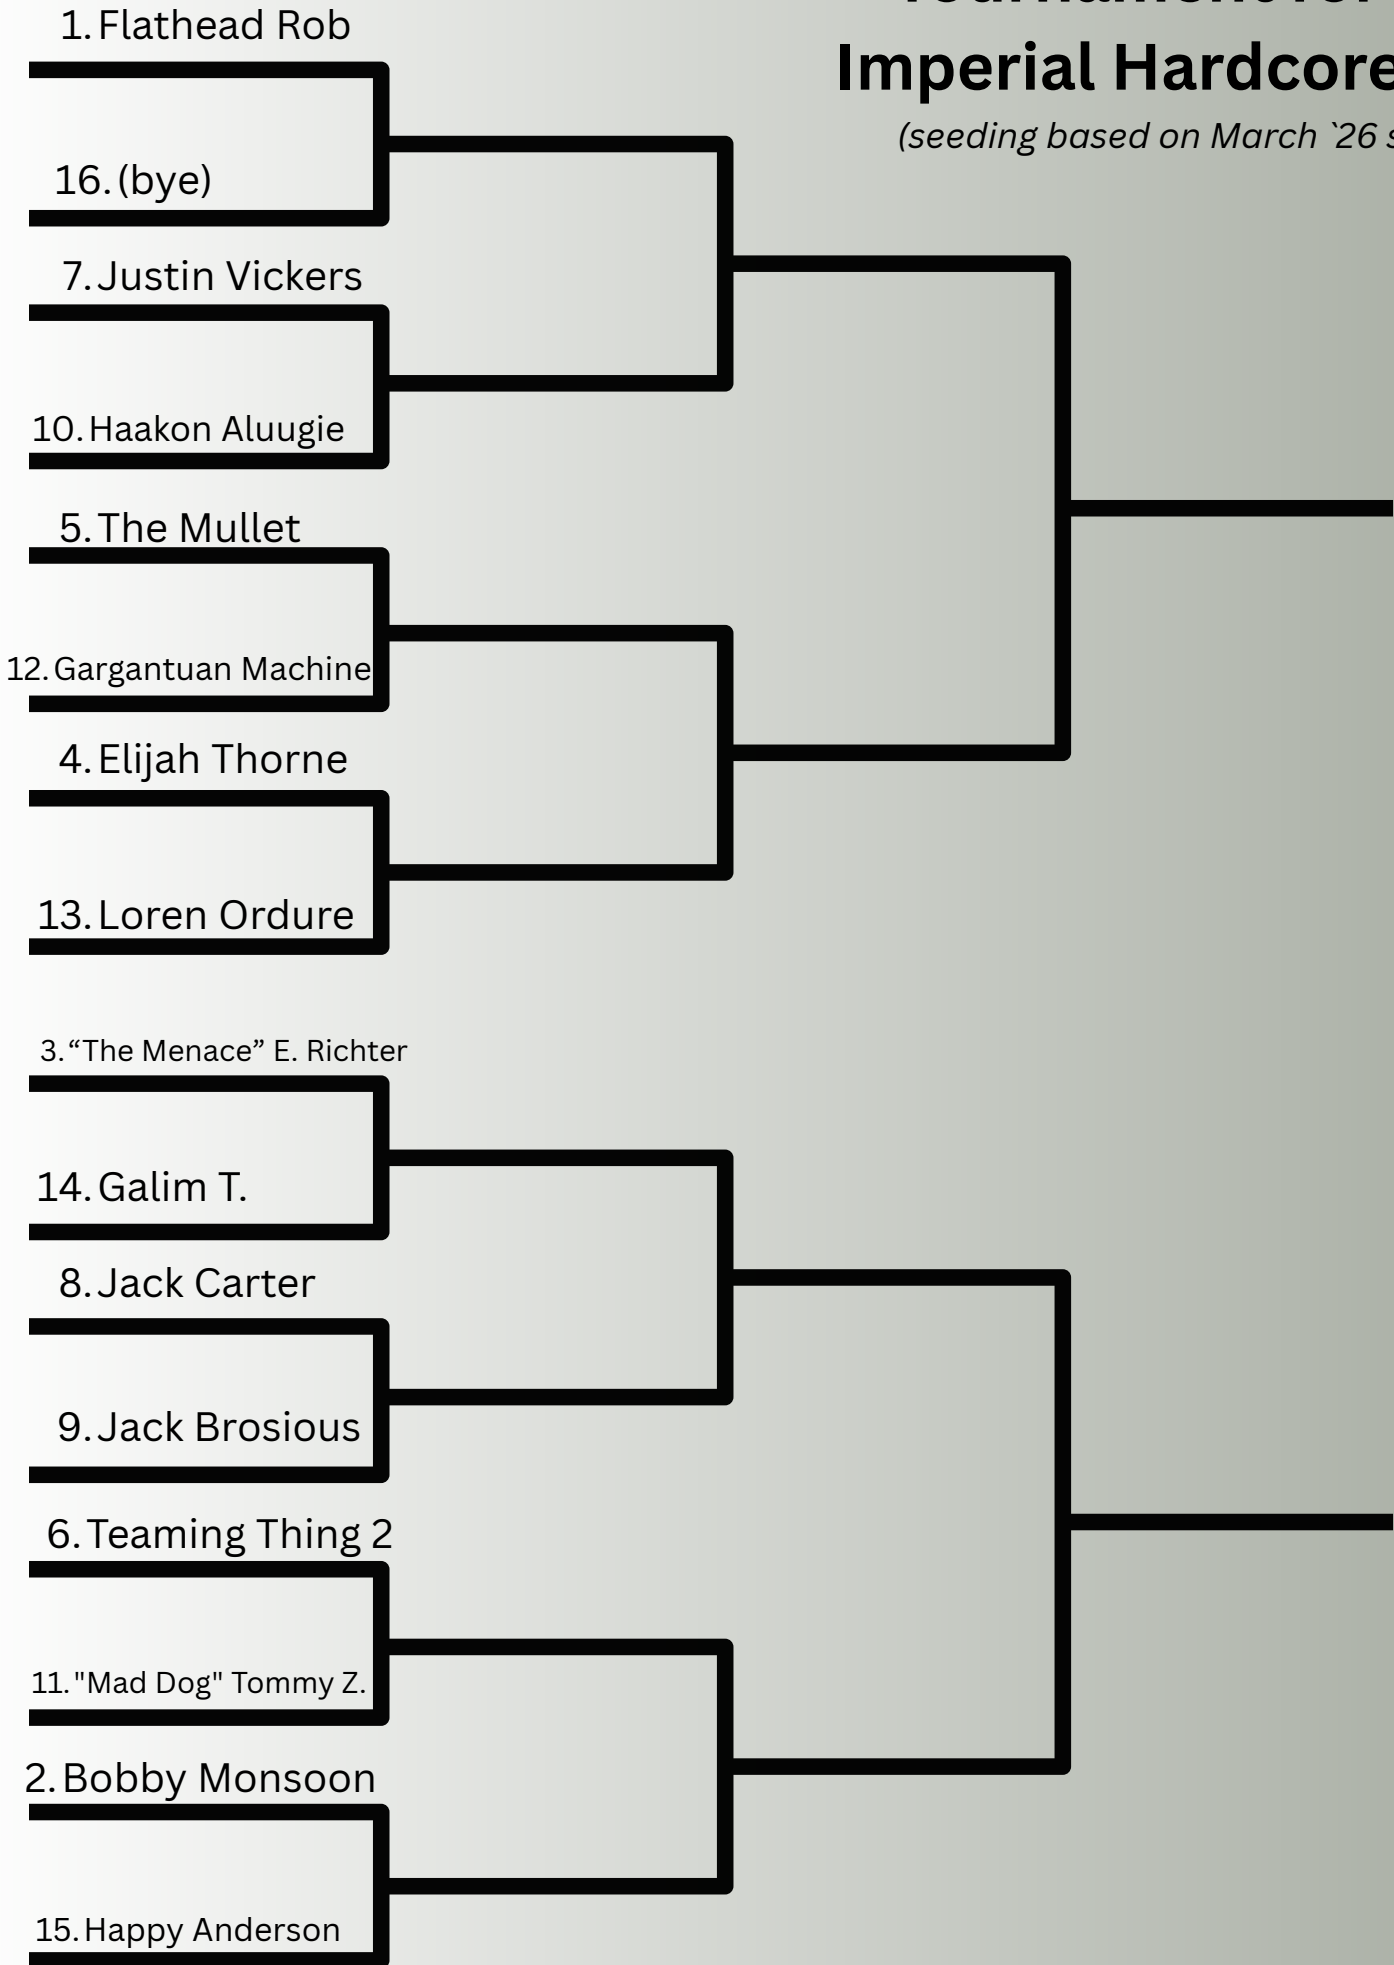 Tournament for
Imperial Hardcore
(seeding based on March `26 s
1. Flathead Rob
16. (bye)
7. Justin Vickers
10. Haakon Aluugie
5. The Mullet
12. Gargantuan Machine
4. Elijah Thorne
13. Loren Ordure
3. “The Menace” E. Richter
14. Galim T.
8. Jack Carter
9. Jack Brosious
6. Teaming Thing 2
11. "Mad Dog" Tommy Z.
2. Bobby Monsoon
15. Happy Anderson